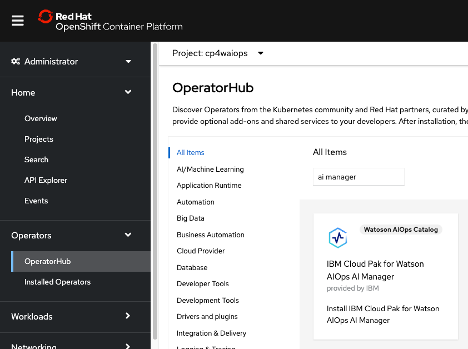 Red Hat
OpenShift Container Platform
Administrator
Project: cp4waiops
Home
Overview
Projects
Search
API Explorer
Events
Operators
OperatorHub
Installed Operators
Workloads
Networking
OperatorHub
Discover Operators from the Kubernetes community and Red Hat partners, curated by
provide optional add-ons and shared services to your developers. After installation, the
All Items
AI/Machine Learning
Application Runtime
Automation
Big Data
Business Automation
Cloud Provider
Database
Developer Tools
Development Tools
Drivers and plugins
Integration & Delivery
Logging & Tracing
All Items
ai manager
Watoson AIOps Catalog
IBM Cloud Pak for Watson
AIOps AI Manager
provided by IBM
Install IBM Cloud Pak for Watson
AIOps AI Manager